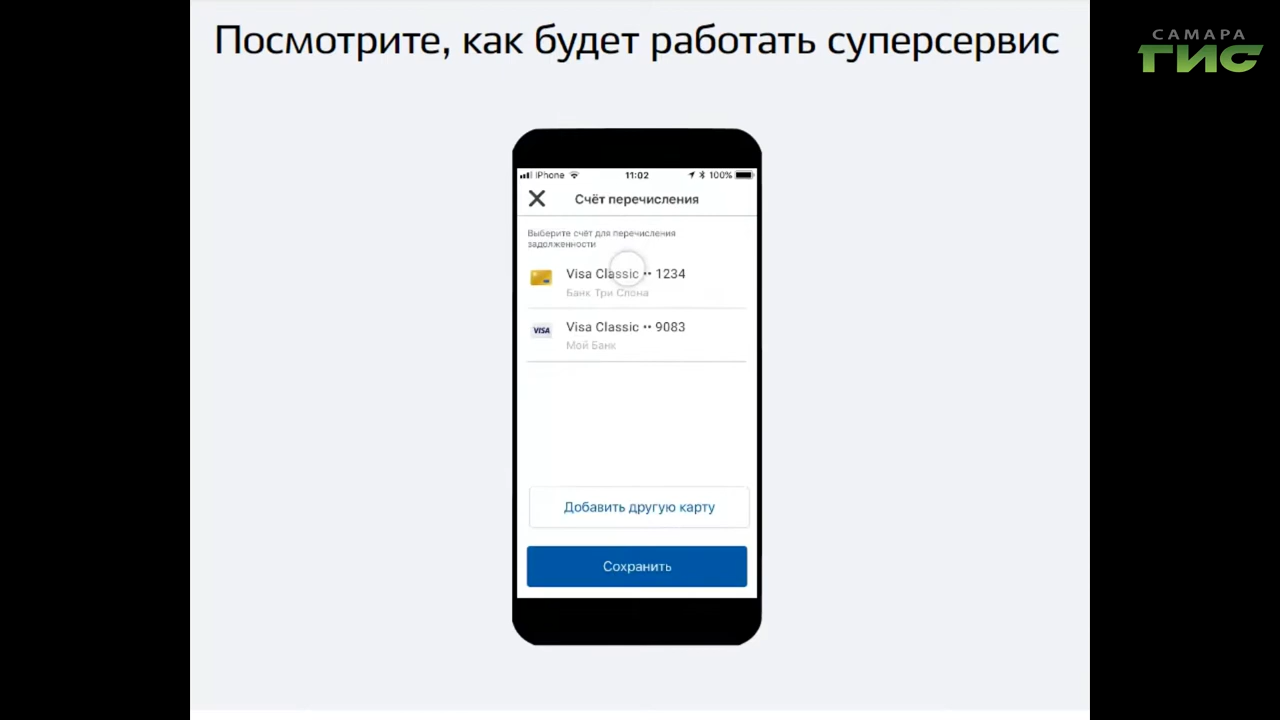 Посмотрите, как будет работать суперсервис
САМАРА
ГИС
iPhone 11:02 100%
Счёт перечисления
Выберите счёт для перечисления
задолженности
Visa Classic •• 1234
Банк Три Слона
VISA Visa Classic •• 9083
Мой Банк
Добавить другую карту
Сохранить